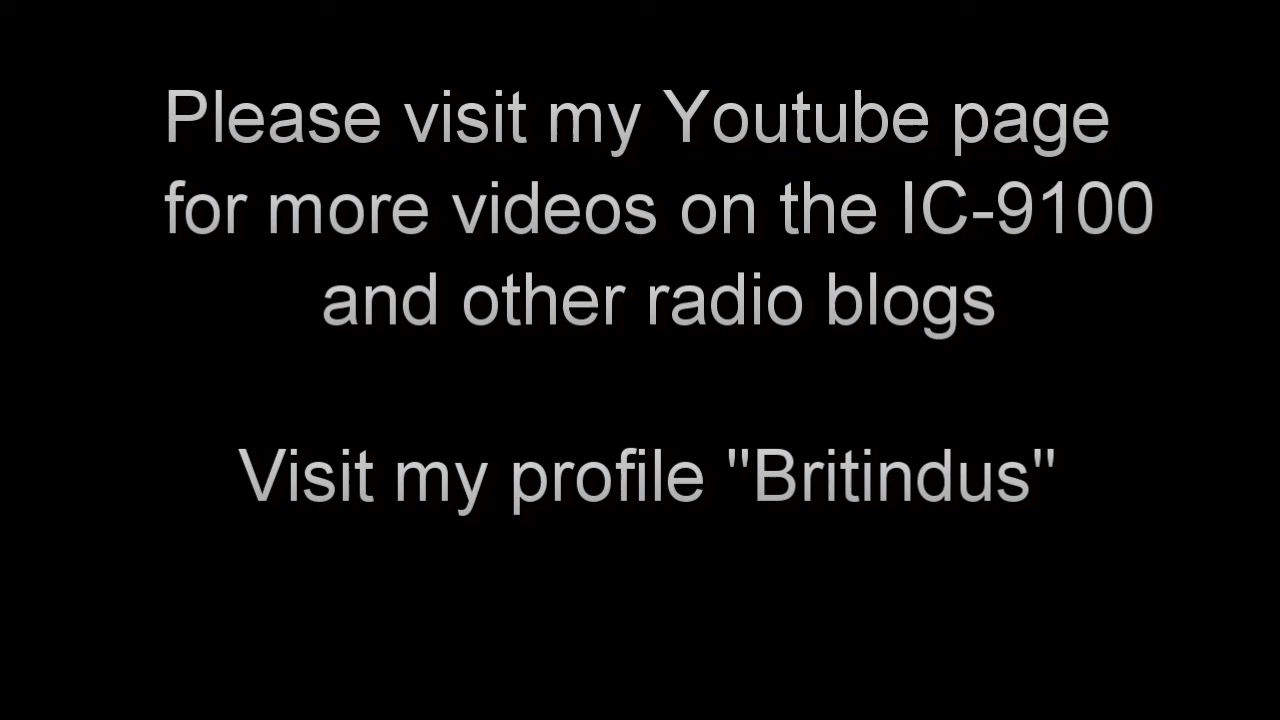 Please visit my Youtube page
for more videos on the IC-9100
and other radio blogs
Visit my profile "Britindus"